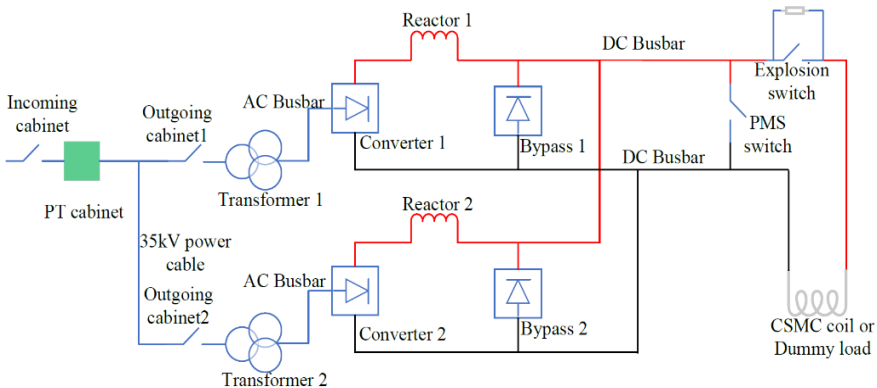 Reactor 1
DC Busbar
Explosion
switch
Incoming
cabinet
Outgoing
cabinet1
AC Busbar
PMS
switch
Converter 1
Bypass 1
DC Busbar
PT cabinet
Transformer 1
Reactor 2
35kV power
cable
AC Busbar
Outgoing
cabinet2
Converter 2
Bypass 2
CSMC coil or
Dummy load
Transformer 2